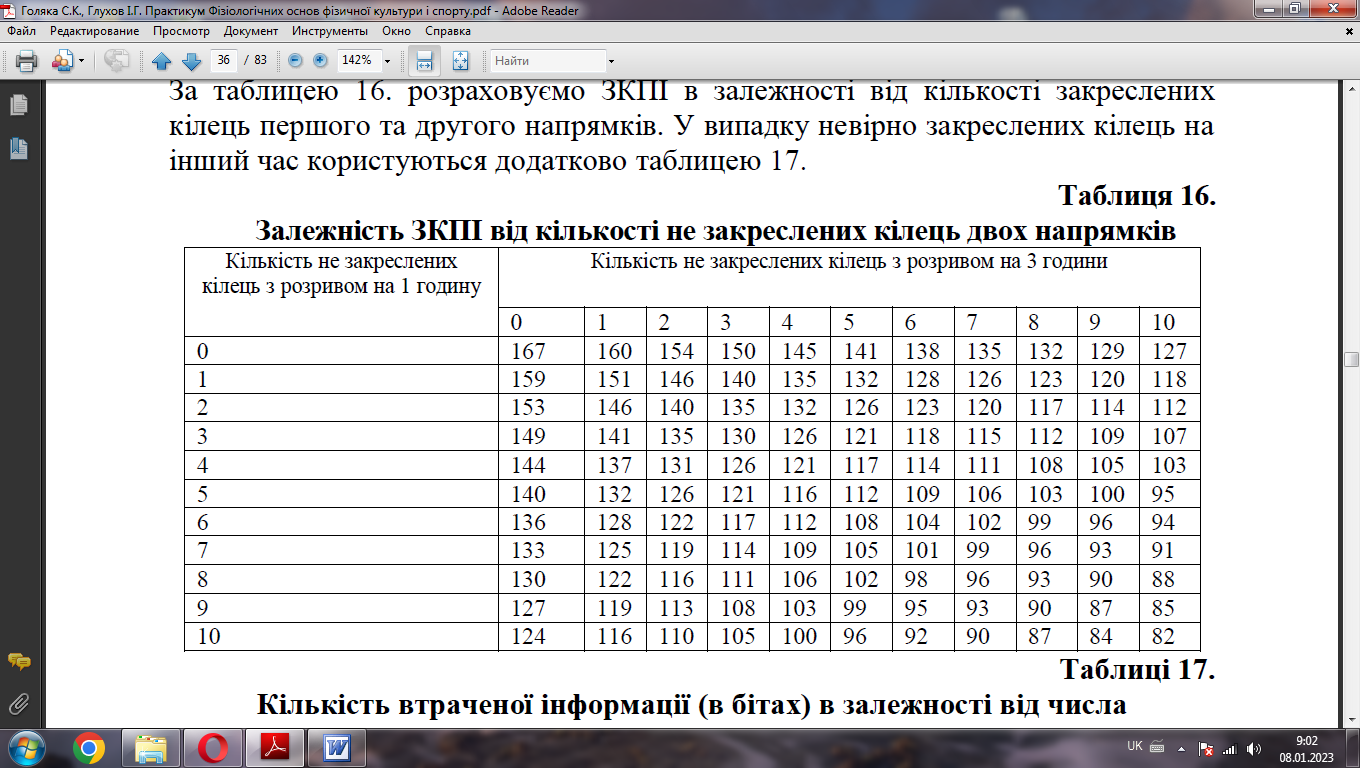 Голяка С.К., Глухов І.Г. Практикум Фізіологічних основ фізичної культури і спорту.pdf - Adobe Reader
Файл Редактирование Просмотр Документ Инструменты Окно Справка
36 / 83 142% Найти
За таблицею 16. розраховуємо ЗКПІ в залежності від кількості закреслених
кілець першого та другого напрямків. У випадку невірно закреслених кілець на
інший час користуються додатково таблицею 17.
Таблиця 16.
Залежність ЗКПІ від кількості не закреслених кілець двох напрямків
Кількість не закреслених
кілець з розривом на 1 годину
Кількість не закреслених кілець з розривом на 3 години
0 1 2 3 4 5 6 7 8 9 10
0 167 160 154 150 145 141 138 135 132 129 127
1 159 151 146 140 135 132 128 126 123 120 118
2 153 146 140 135 132 126 123 120 117 114 112
3 149 141 135 130 126 121 118 115 112 109 107
4 144 137 131 126 121 117 114 111 108 105 103
5 140 132 126 121 116 112 109 106 103 100 95
6 136 128 122 117 112 108 104 102 99 96 94
7 133 125 119 114 109 105 101 99 96 93 91
8 130 122 116 111 106 102 98 96 93 90 88
9 127 119 113 108 103 99 95 93 90 87 85
10 124 116 110 105 100 96 92 90 87 84 82
Таблиці 17.
Кількість втраченої інформації (в бітах) в залежності від числа
UK 9:02
08.01.2023